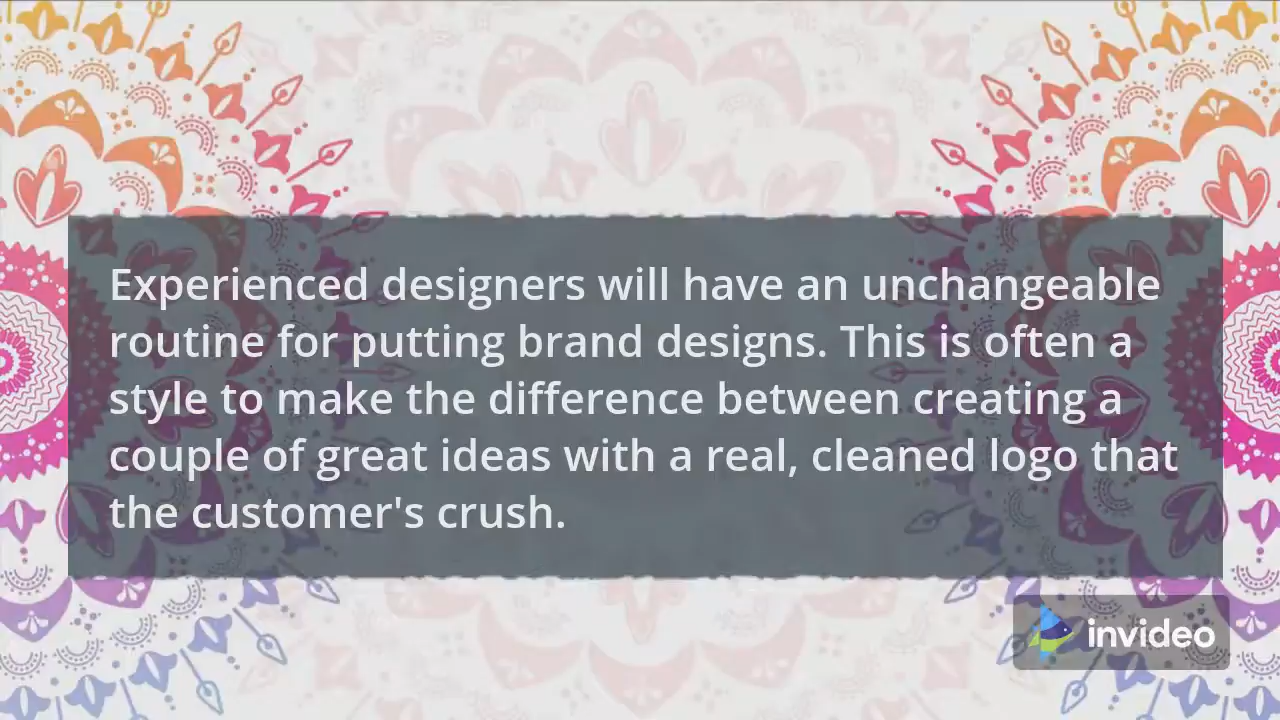 Experienced designers will have an unchangeable
routine for putting brand designs. This is often a
style to make the difference between creating a
couple of great ideas with a real, cleaned logo that
the customer's crush.
invideo